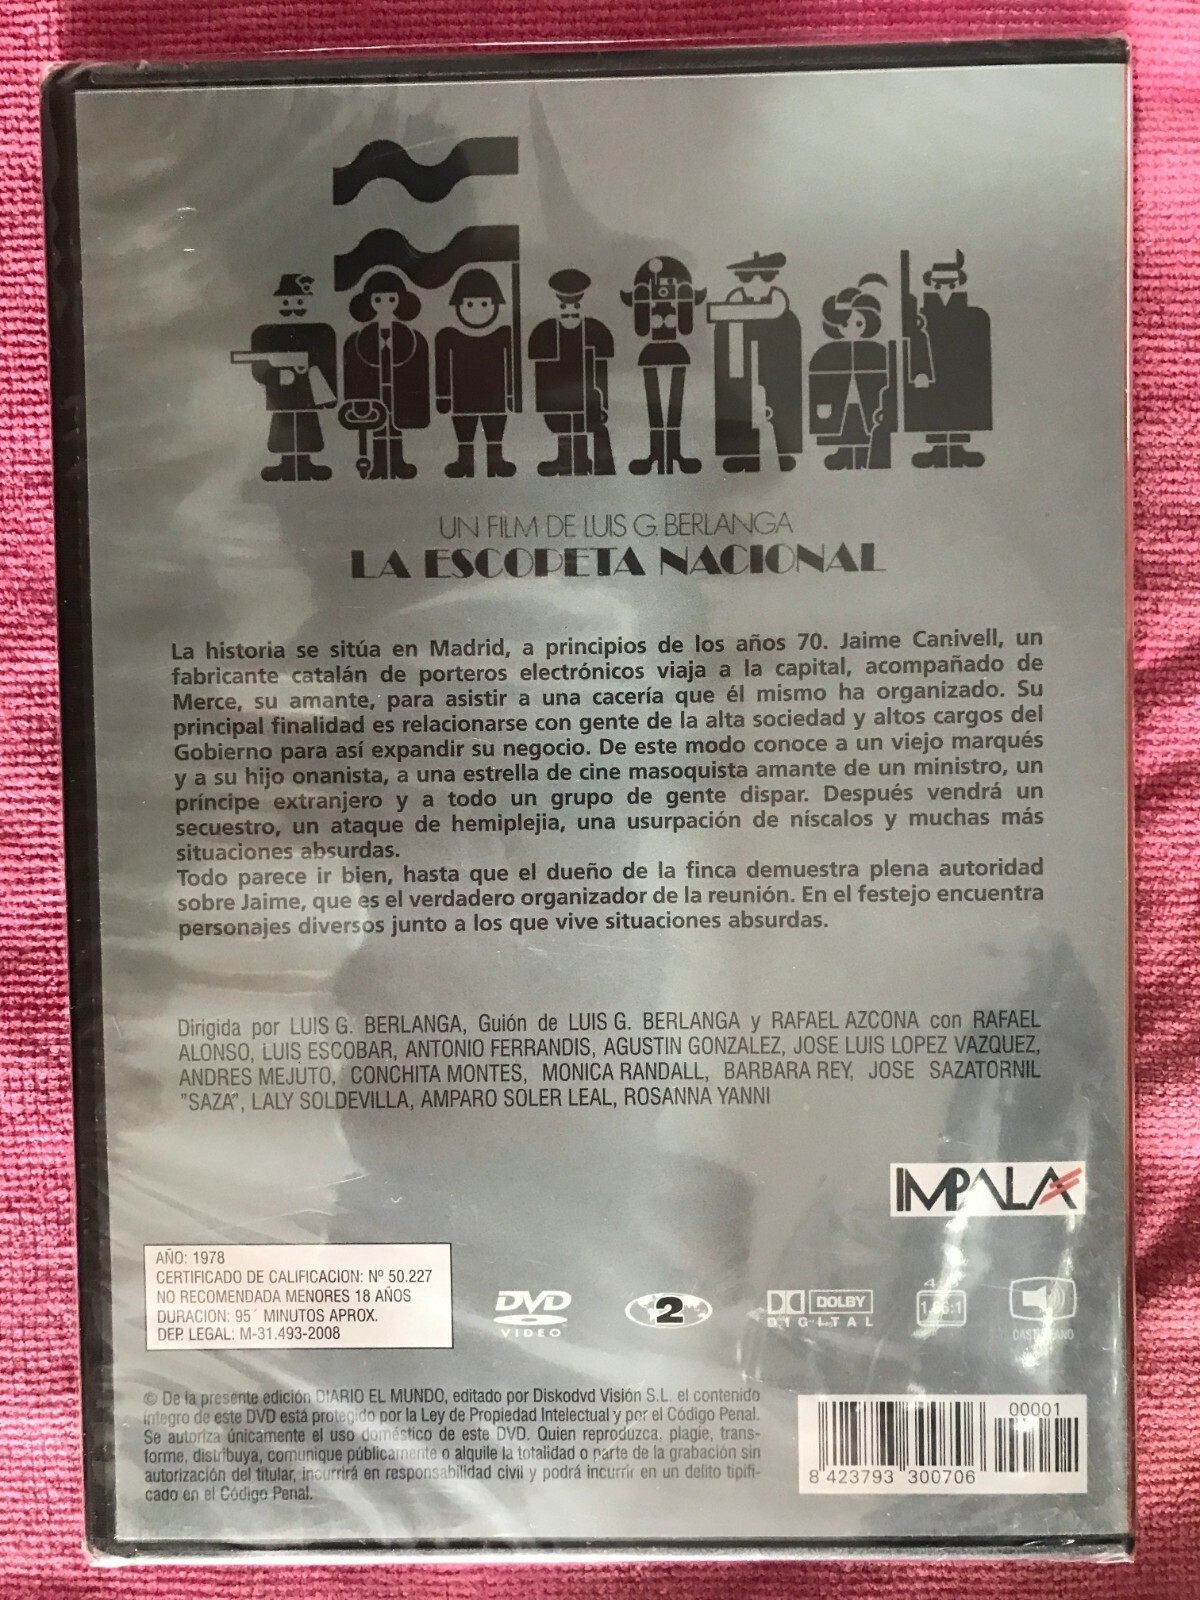 UN FILM DE LUIS G. BERLANGA
LA ESCOPETA NACIONAL
La historia se sitúa en Madrid, a principios de los años 70. Jaime Canivell, un
fabricante catalán de porteros electrónicos viaja a la capital, acompañado de
Merce, su amante, para asistir a una cacería que él mismo ha organizado. Su
principal finalidad es relacionarse con gente de la alta sociedad y altos cargos del
Gobierno para así expandir su negocio. De este modo conoce a un viejo marqués
y a su hijo onanista, a una estrella de cine masoquista amante de un ministro, un
príncipe extranjero y a todo un grupo de gente dispar. Después vendrá un
secuestro, un ataque de hemiplejia, una usurpación de níscalos y muchas más
situaciones absurdas.
Todo parece ir bien, hasta que el dueño de la finca demuestra plena autoridad
sobre Jaime, que es el verdadero organizador de la reunión. En el festejo encuentra
personajes diversos junto a los que vive situaciones absurdas.
Dirigida por LUIS G. BERLANGA, Guión de LUIS G. BERLANGA y RAFAEL AZCONA con RAFAEL
ALONSO, LUIS ESCOBAR, ANTONIO FERRANDIS, AGUSTIN GONZALEZ, JOSE LUIS LOPEZ VAZQUEZ,
ANDRES MEJUTO, CONCHITA MONTES, MONICA RANDALL, BARBARA REY, JOSE SAZATORNIL
"SAZA", LALY SOLDEVILLA, AMPARO SOLER LEAL, ROSANNA YANNI
IMPALA
AÑO: 1978
CERTIFICADO DE CALIFICACION: Nº 50.227
NO RECOMENDADA MENORES 18 AÑOS
DURACION: 95´ MINUTOS APROX.
DEP. LEGAL: M-31.493-2008
DVD
VIDEO
2
DOLBY
DIGITAL
4:3
1.66:1
CASTELLANO
© De la presente edición DIARIO EL MUNDO, editado por Diskodvd Visión S.L. el contenido
íntegro de este DVD está protegido por la Ley de Propiedad Intelectual y por el Código Penal.
Se autoriza únicamente el uso doméstico de este DVD. Quien reproduzca, plagie, trans-
forme, distribuya, comunique públicamente o alquile la totalidad o parte de la grabación sin
autorización del titular, incurrirá en responsabilidad civil y podrá incurrir en un delito tipifi-
cado en el Código Penal.
00001
8 423793 300706